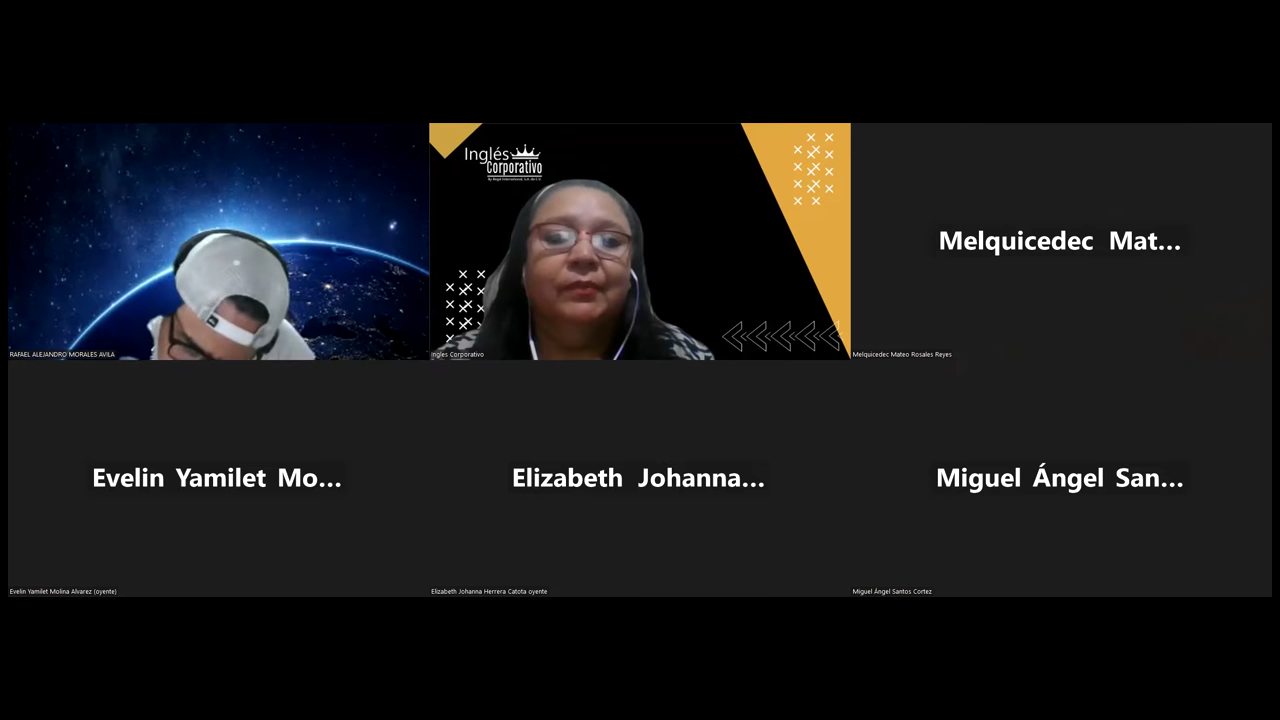 Inglés
Corporativo
Melquicedec Mat...
RAFAEL ALEJANDRO MORALES AVILA
Ingles Corporativo
Melquicedec Mateo Rosales Reyes
Evelin Yamilet Mo...
Elizabeth Johanna...
Miguel Ángel San...
Evelin Yamilet Molina Alvarez (oyente)
Elizabeth Johanna Herrera Catota oyente
Miguel Ángel Santos Cortez